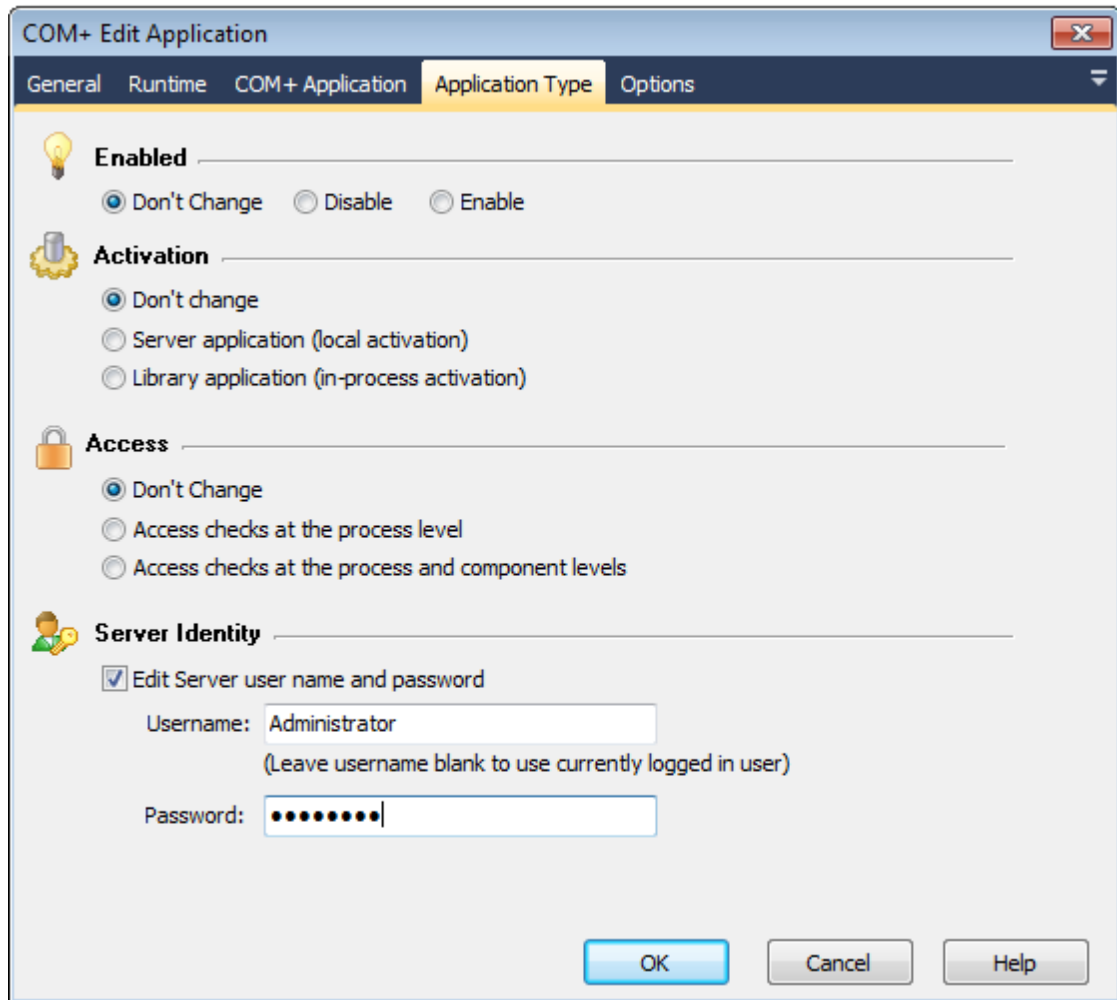 COM+ Edit Application
General Runtime COM+ Application Application Type Options
Enabled
Don't Change Disable Enable
Activation
Don't change
Server application (local activation)
Library application (in-process activation)
Access
Don't Change
Access checks at the process level
Access checks at the process and component levels
Server Identity
Edit Server user name and password
Username: Administrator
(Leave username blank to use currently logged in user)
Password: ●●●●●●●●
OK Cancel Help